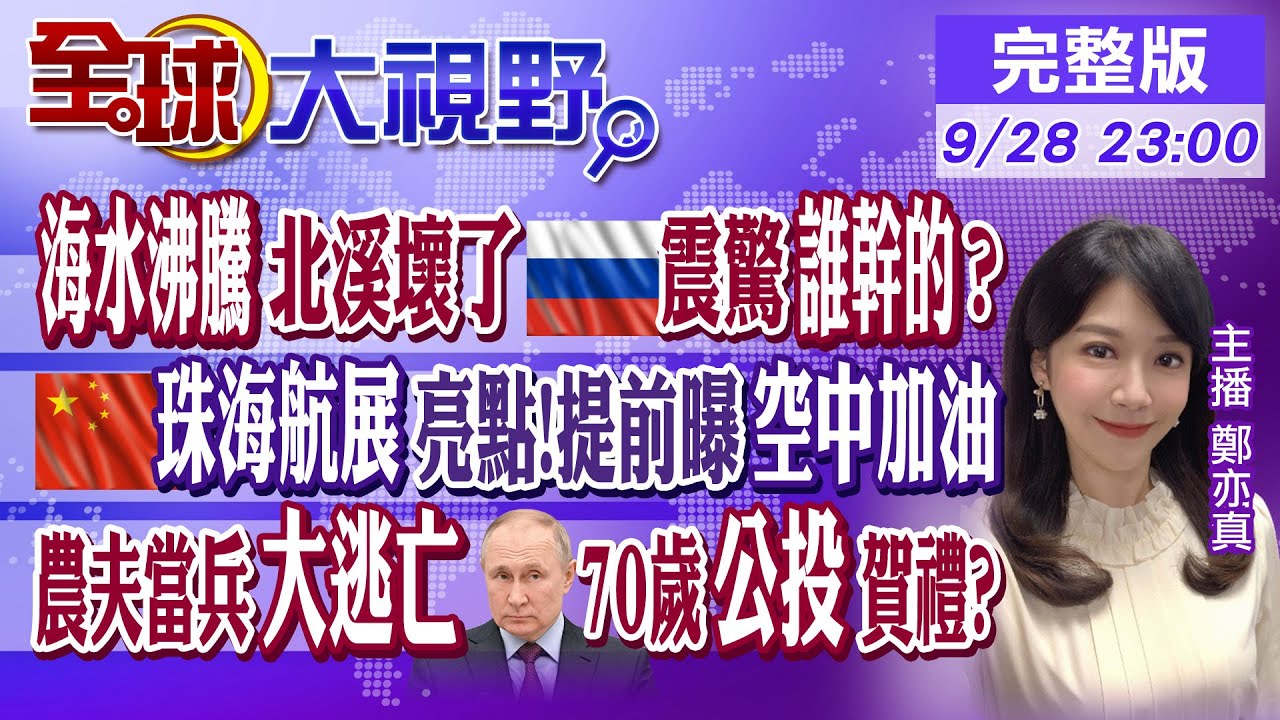 全球大視野
完整版
9/28 23:00
海水沸騰 北溪壞了 震驚 誰幹的?
珠海航展 亮點!提前曝 空中加油
農夫當兵 大逃亡 70歲 公投 賀禮?
主播 鄭亦真